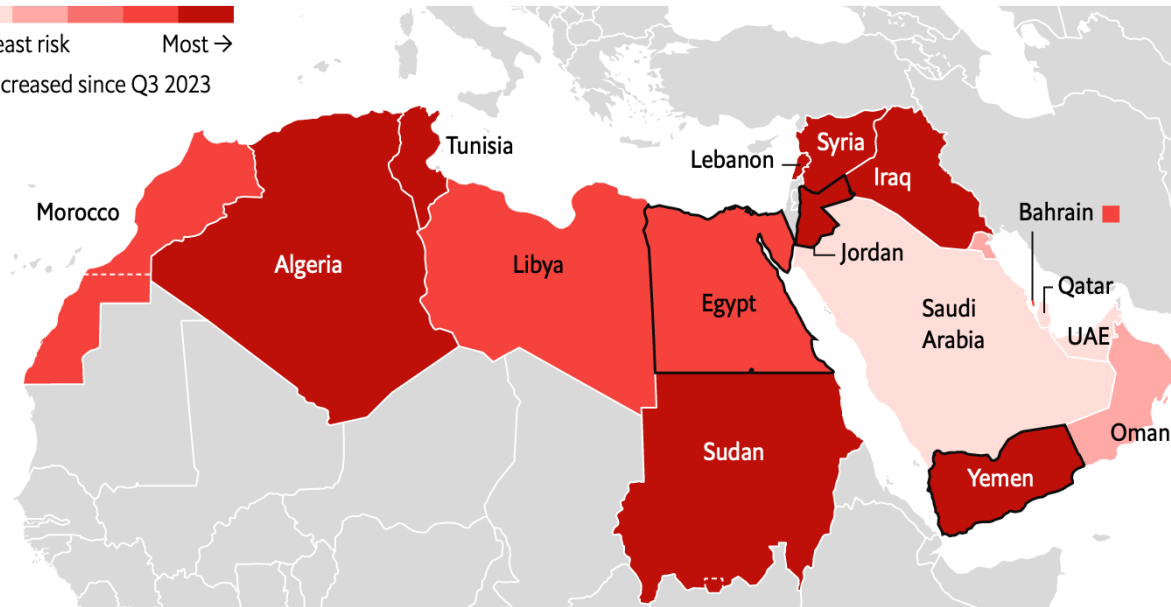 east risk Most →
creased since Q3 2023
Tunisia
Syria
Lebanon
Iraq
Morocco
Bahrain
Jordan
Algeria
Libya
Qatar
Egypt
Saudi
Arabia
UAE
Oman
Sudan
Yemen